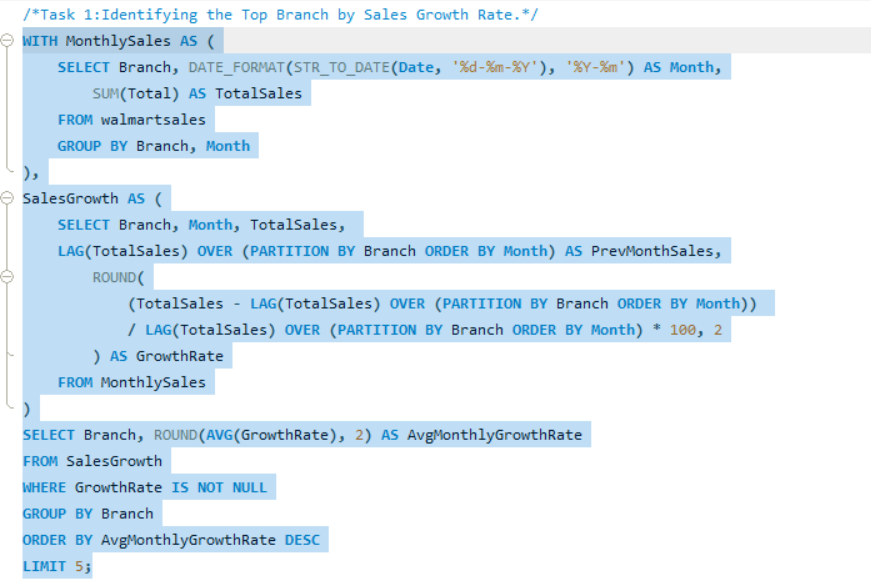 /*Task 1:Identifying the Top Branch by Sales Growth Rate.*/
WITH MonthlySales AS (
SELECT Branch, DATE_FORMAT(STR_TO_DATE(Date, '%d-%m-%Y'), '%Y-%m') AS Month,
SUM(Total) AS TotalSales
FROM walmartsales
GROUP BY Branch, Month
),
SalesGrowth AS (
SELECT Branch, Month, TotalSales,
LAG(TotalSales) OVER (PARTITION BY Branch ORDER BY Month) AS PrevMonthSales,
ROUND(
(TotalSales - LAG(TotalSales) OVER (PARTITION BY Branch ORDER BY Month))
/ LAG(TotalSales) OVER (PARTITION BY Branch ORDER BY Month) * 100, 2
) AS GrowthRate
FROM MonthlySales
)
SELECT Branch, ROUND(AVG(GrowthRate), 2) AS AvgMonthlyGrowthRate
FROM SalesGrowth
WHERE GrowthRate IS NOT NULL
GROUP BY Branch
ORDER BY AvgMonthlyGrowthRate DESC
LIMIT 5;